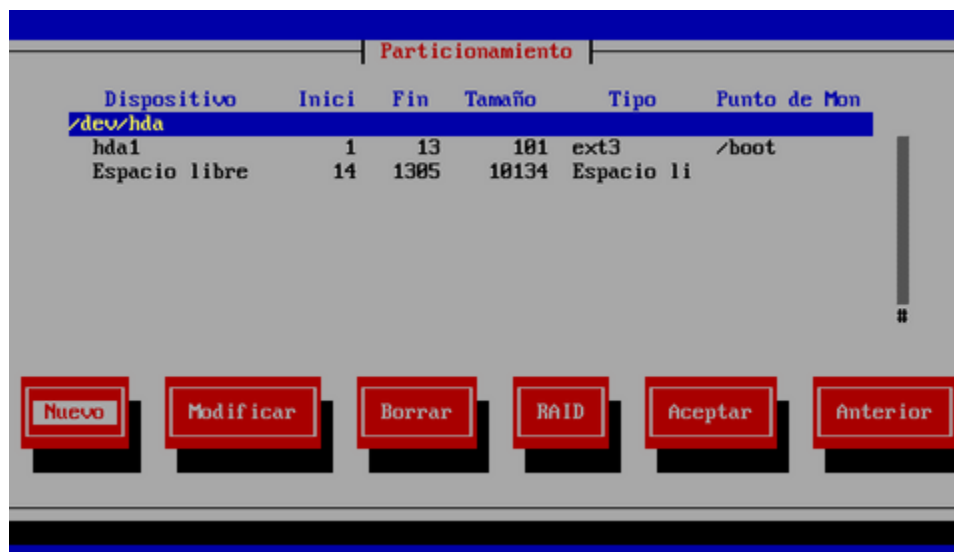 Particionamiento
Dispositivo Inici Fin Tamaño Tipo Punto de Mon
/dev/hda
hda1 1 13 101 ext3 /boot
Espacio libre 14 1305 10134 Espacio li
#
Nuevo Modificar Borrar RAID Aceptar Anterior